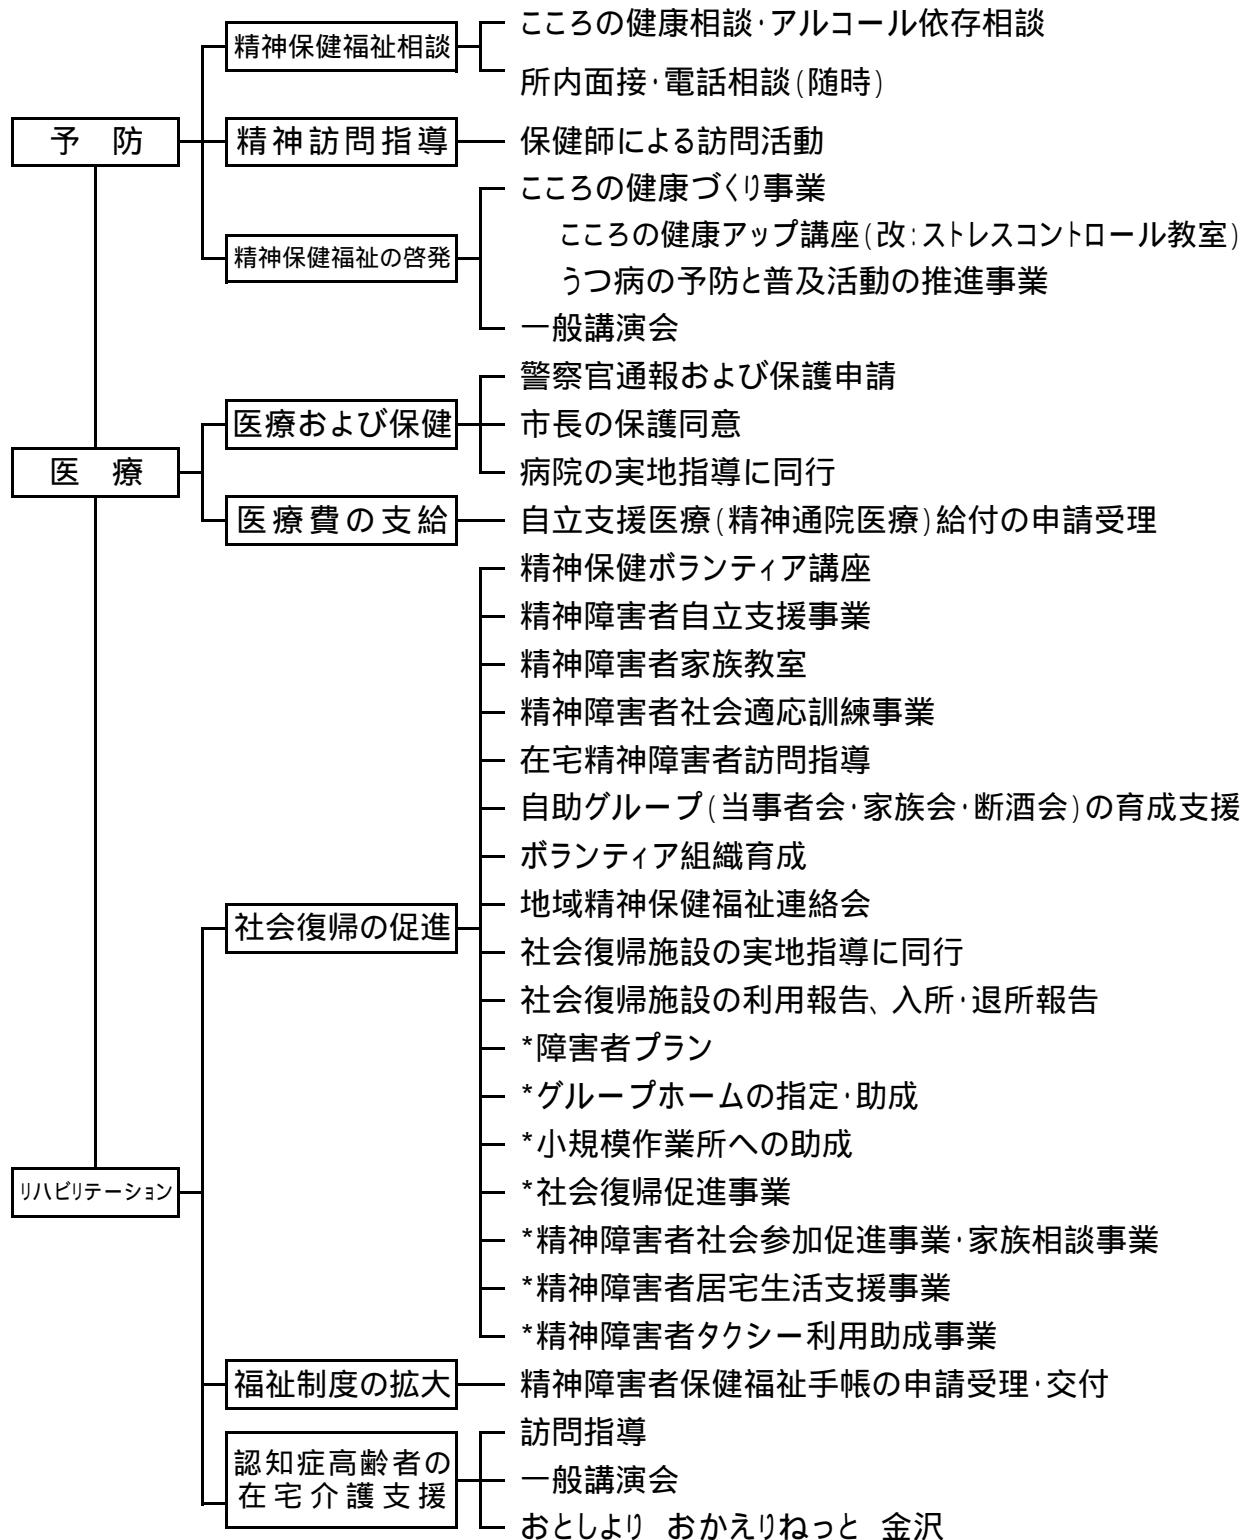 精神保健福祉相談
こころの健康相談・アルコール依存相談
所内面接・電話相談(随時)
予 防
精神訪問指導
保健師による訪問活動
こころの健康づくり事業
こころの健康アップ講座(改:ストレスコントロール教室)
精神保健福祉の啓発
うつ病の予防と普及活動の推進事業
一般講演会
警察官通報および保護申請
医療および保健
市長の保護同意
医 療
病院の実地指導に同行
医療費の支給
自立支援医療(精神通院医療)給付の申請受理
精神保健ボランティア講座
精神障害者自立支援事業
精神障害者家族教室
精神障害者社会適応訓練事業
在宅精神障害者訪問指導
自助グループ(当事者会・家族会・断酒会)の育成支援
ボランティア組織育成
地域精神保健福祉連絡会
社会復帰の促進
社会復帰施設の実地指導に同行
社会復帰施設の利用報告、入所・退所報告
*障害者プラン
*グループホームの指定・助成
*小規模作業所への助成
リハビリテーション
*社会復帰促進事業
*精神障害者社会参加促進事業・家族相談事業
*精神障害者居宅生活支援事業
*精神障害者タクシー利用助成事業
福祉制度の拡大
精神障害者保健福祉手帳の申請受理・交付
認知症高齢者の
在宅介護支援
訪問指導
一般講演会
おとしより おかえりねっと 金沢